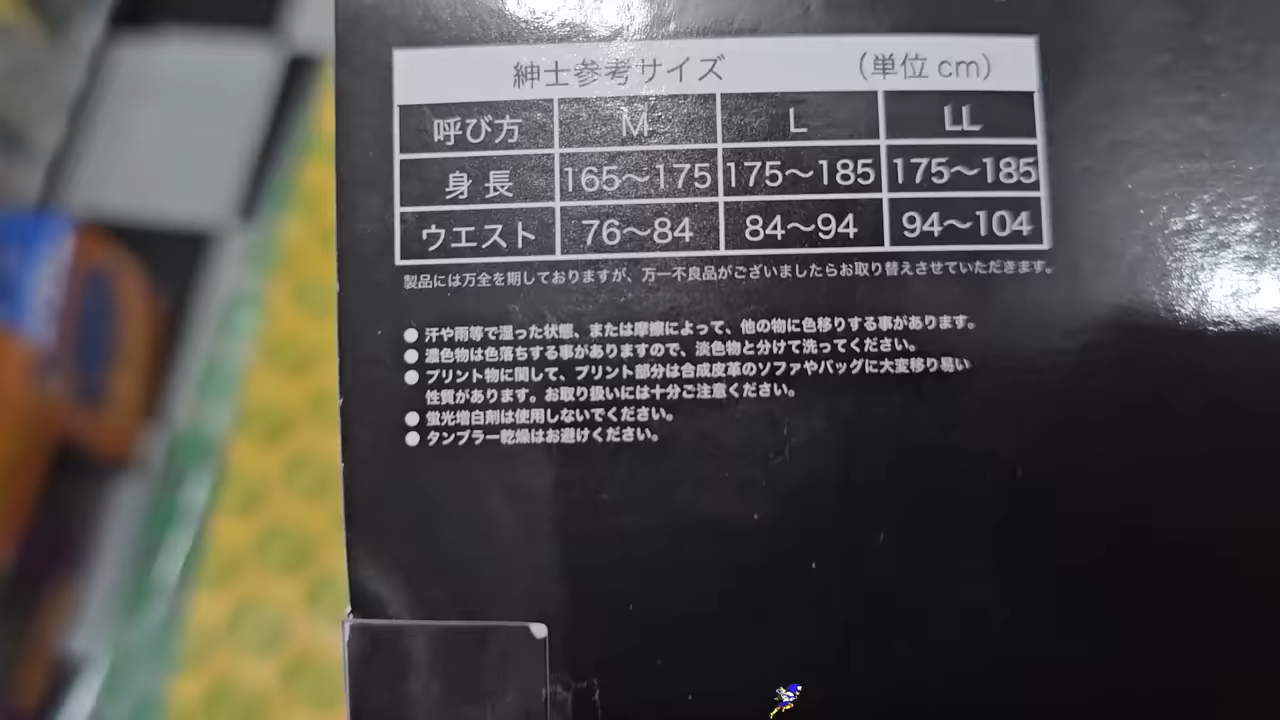 紳士参考サイズ （単位 cm）
呼び方 M L LL
身長 165〜175 175〜185 175〜185
ウエスト 76〜84 84〜94 94〜104
製品には万全を期しておりますが、万一不良品がございましたらお取り替えさせていただきます。
● 汗や雨等で湿った状態、または摩擦によって、他の物に色移りする事があります。
● 濃色物は色落ちする事がありますので、淡色物と分けて洗ってください。
● プリント物に関して、プリント部分は合成皮革のソファやバッグに大変移り易い
性質があります。お取り扱いには十分ご注意ください。
● 蛍光増白剤は使用しないでください。
● タンブラー乾燥はお避けください。